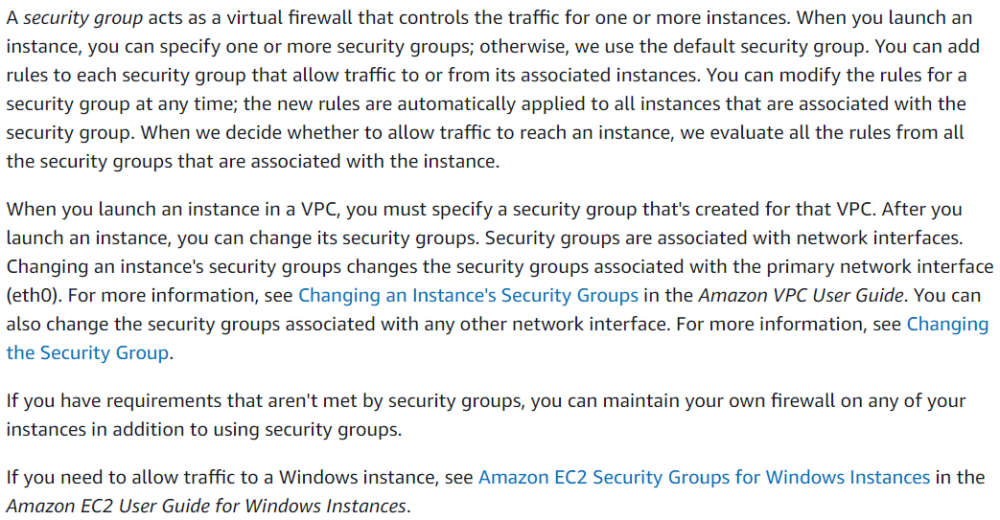 A security group acts as a virtual firewall that controls the traffic for one or more instances. When you launch an
instance, you can specify one or more security groups; otherwise, we use the default security group. You can add
rules to each security group that allow traffic to or from its associated instances. You can modify the rules for a
security group at any time; the new rules are automatically applied to all instances that are associated with the
security group. When we decide whether to allow traffic to reach an instance, we evaluate all the rules from all
the security groups that are associated with the instance.
When you launch an instance in a VPC, you must specify a security group that's created for that VPC. After you
launch an instance, you can change its security groups. Security groups are associated with network interfaces.
Changing an instance's security groups changes the security groups associated with the primary network interface
(eth0). For more information, see Changing an Instance's Security Groups in the Amazon VPC User Guide. You can
also change the security groups associated with any other network interface. For more information, see Changing
the Security Group.
If you have requirements that aren't met by security groups, you can maintain your own firewall on any of your
instances in addition to using security groups.
If you need to allow traffic to a Windows instance, see Amazon EC2 Security Groups for Windows Instances in the
Amazon EC2 User Guide for Windows Instances.